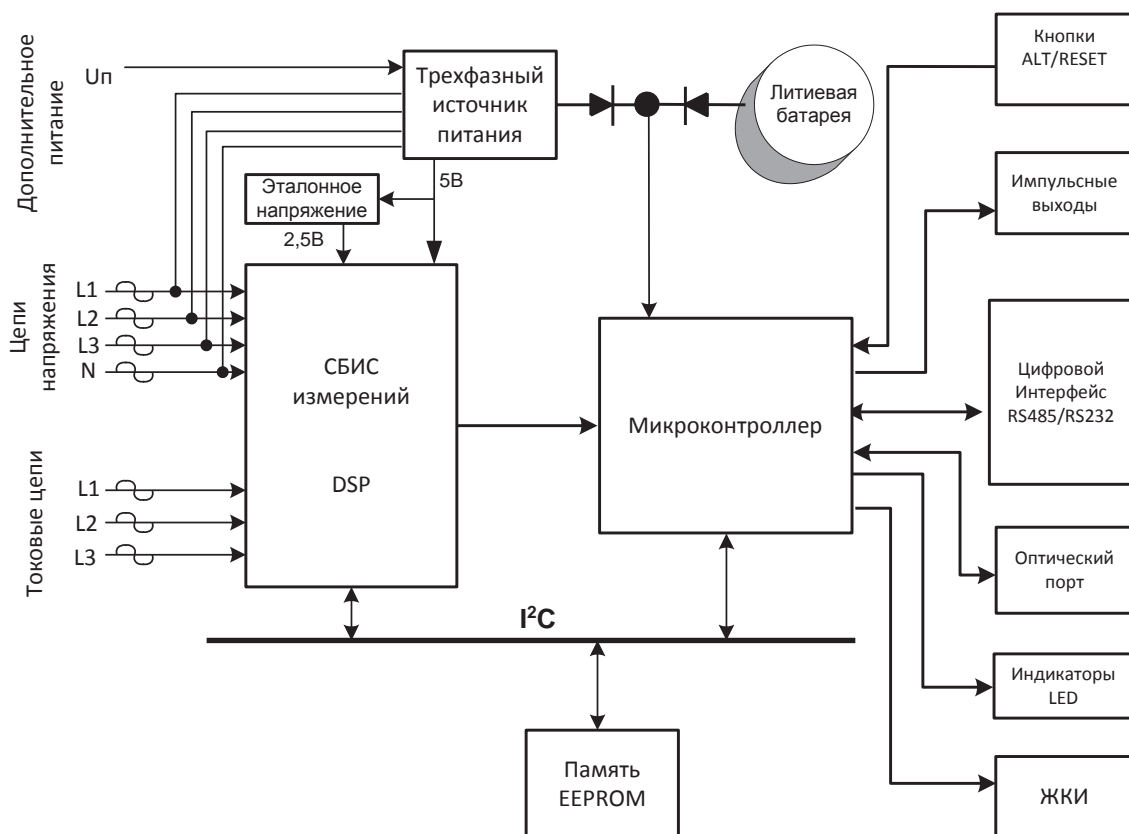 Дополнительное
питание
Uп
Трехфазный
источник
питания
Литиевая
батарея
Кнопки
ALT/RESET
Эталонное
напряжение
5В
2,5В
Импульсные
выходы
Цепи
напряжения
L1
L2
L3
N
СБИС
измерений
DSP
Микроконтроллер
Цифровой
Интерфейс
RS485/RS232
Токовые цепи
L1
L2
L3
Оптический
порт
I²C
Индикаторы
LED
Память
EEPROM
ЖКИ